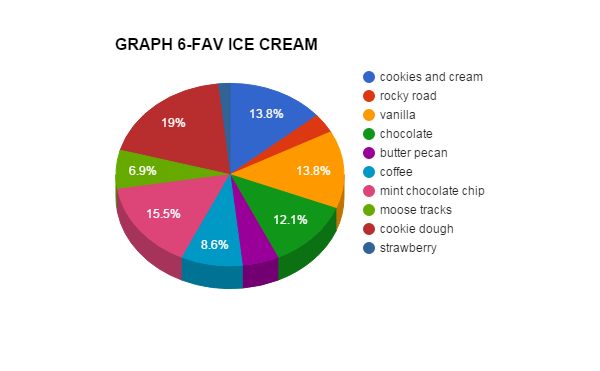 GRAPH 6-FAV ICE CREAM
13.8%
13.8%
12.1%
8.6%
15.5%
6.9%
19%
cookies and cream
rocky road
vanilla
chocolate
butter pecan
coffee
mint chocolate chip
moose tracks
cookie dough
strawberry